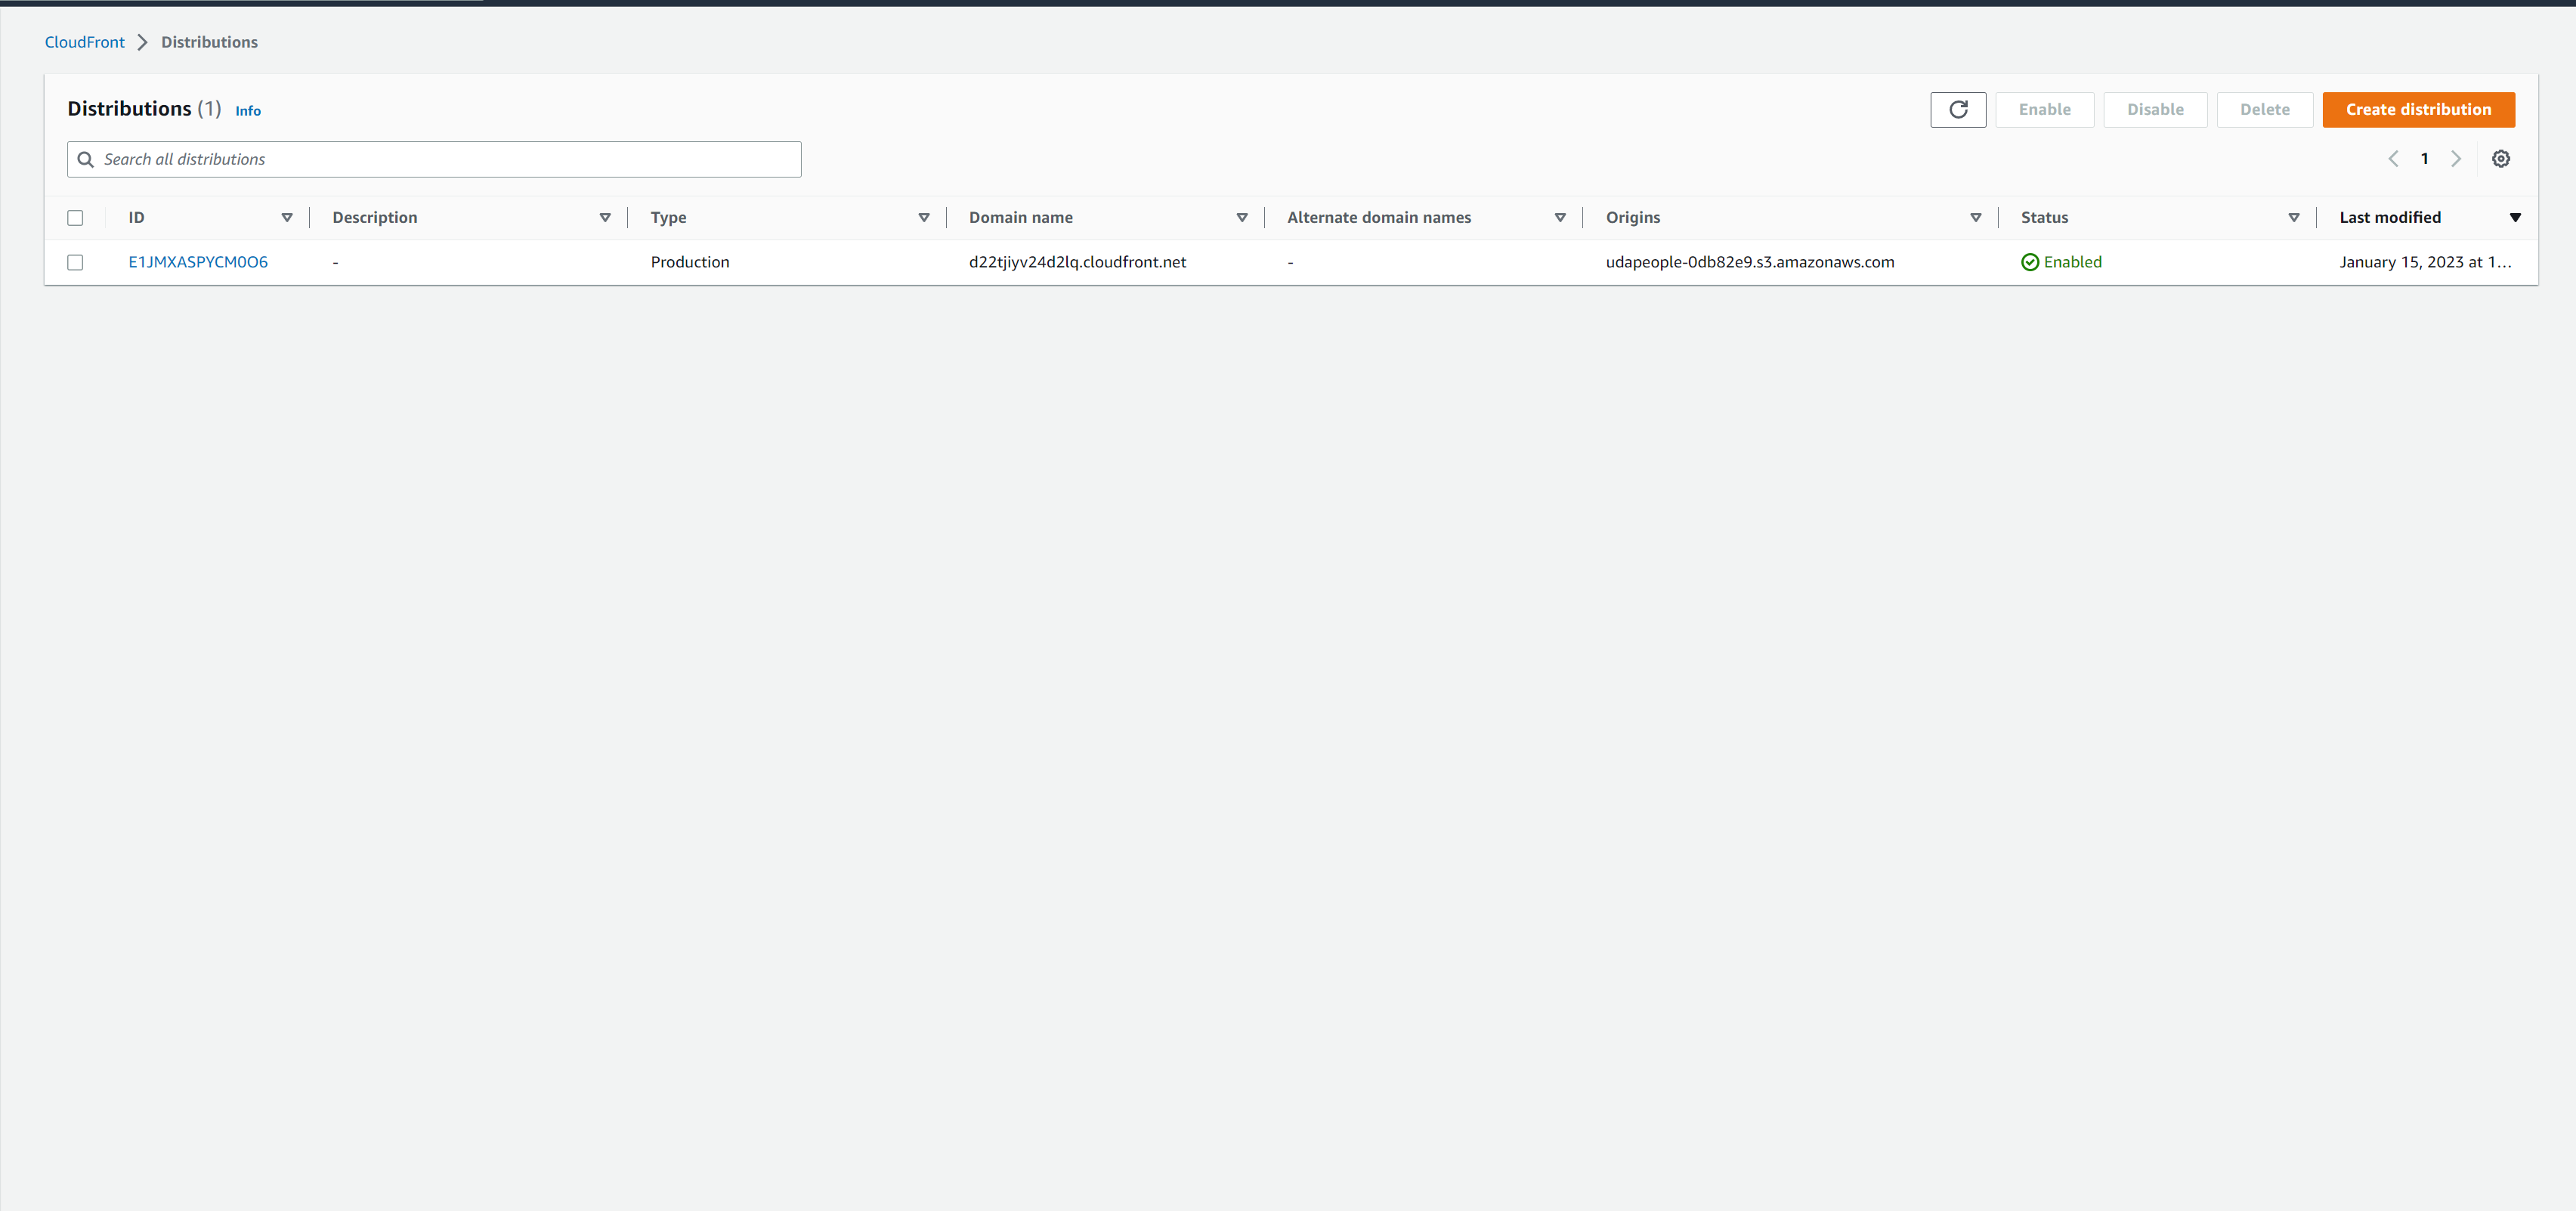 CloudFront Distributions
Distributions (1) Info
Enable Disable Delete Create distribution
Search all distributions
1
ID Description Type Domain name Alternate domain names Origins Status Last modified
E1JMXASPYCM0O6 - Production d22tjiyv24d2lq.cloudfront.net - udapeople-0db82e9.s3.amazonaws.com Enabled January 15, 2023 at 1…